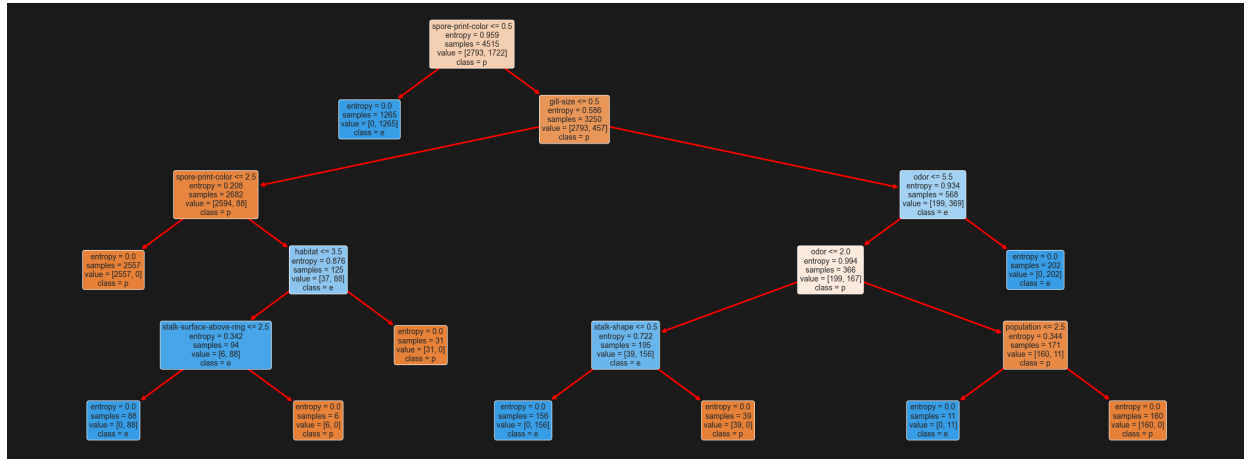 spore-print-color <= 0.5
entropy = 0.959
samples = 4515
value = [2793, 1722]
class = p
entropy = 0.0
samples = 1265
value = [0, 1265]
class = e
gill-size <= 0.5
entropy = 0.586
samples = 3250
value = [2793, 457]
class = p
spore-print-color <= 2.5
entropy = 0.208
samples = 2682
value = [2594, 88]
class = p
odor <= 5.5
entropy = 0.934
samples = 568
value = [199, 369]
class = e
entropy = 0.0
samples = 2557
value = [2557, 0]
class = p
habitat <= 3.5
entropy = 0.876
samples = 125
value = [37, 88]
class = e
odor <= 2.0
entropy = 0.994
samples = 366
value = [199, 167]
class = p
entropy = 0.0
samples = 202
value = [0, 202]
class = e
stalk-surface-above-ring <= 2.5
entropy = 0.342
samples = 94
value = [6, 88]
class = e
entropy = 0.0
samples = 31
value = [31, 0]
class = p
stalk-shape <= 0.5
entropy = 0.722
samples = 195
value = [39, 156]
class = e
population <= 2.5
entropy = 0.344
samples = 171
value = [160, 11]
class = p
entropy = 0.0
samples = 88
value = [0, 88]
class = e
entropy = 0.0
samples = 6
value = [6, 0]
class = p
entropy = 0.0
samples = 156
value = [0, 156]
class = e
entropy = 0.0
samples = 39
value = [39, 0]
class = p
entropy = 0.0
samples = 11
value = [0, 11]
class = e
entropy = 0.0
samples = 160
value = [160, 0]
class = p